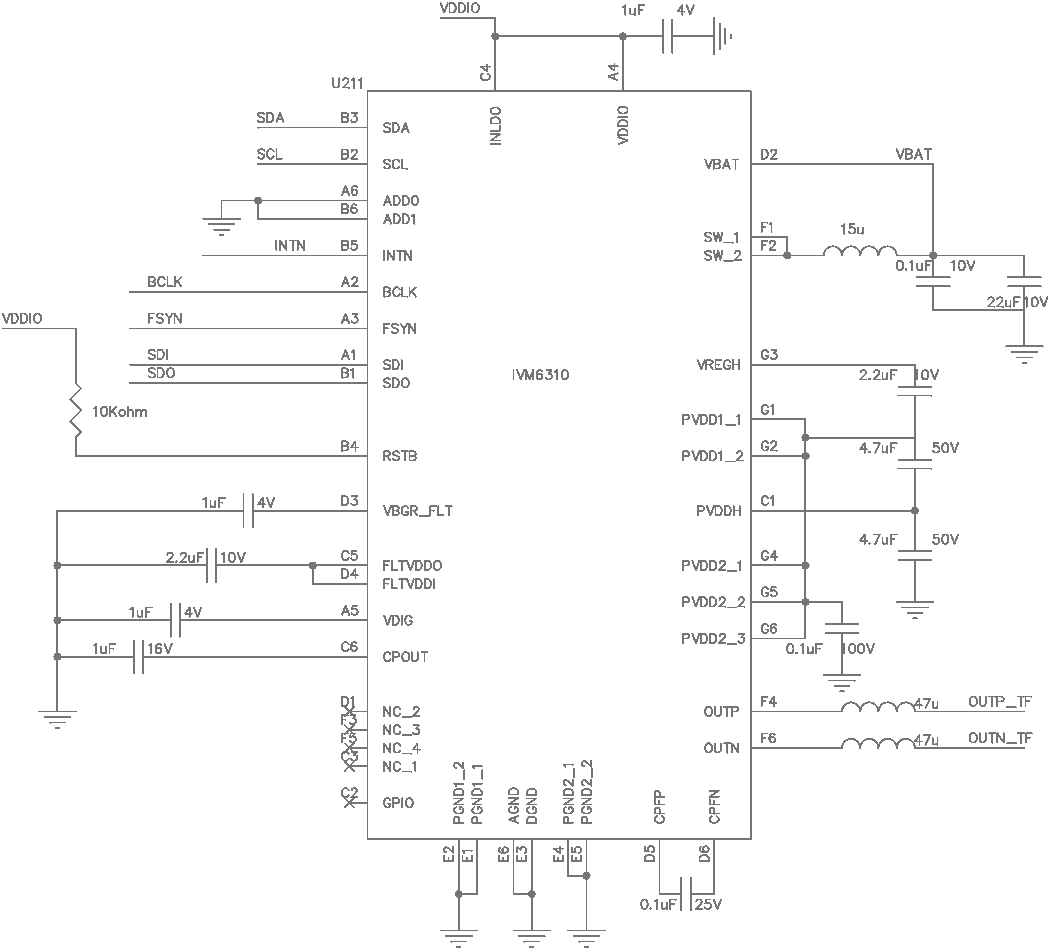 VDDIO
1uF 4V
C4
A4
U211
INLDO
VDDIO
SDA B3 SDA
SCL B2 SCL
A6 ADD0
B6 ADD1
INTN B5 INTN
BCLK A2 BCLK
VDDIO
FSYN A3 FSYN
SDI A1 SDI
SDO B1 SDO
10Kohm
B4 RSTB
1uF 4V D3 VBGR_FLT
2.2uF 10V C5 FLTVDDO
D4 FLTVDDI
1uF 4V A5 VDIG
1uF 16V C6 CPOUT
D1 NC_2
F3 NC_3
F5 NC_4
C3 NC_1
C2 GPIO
IVM6310
VBAT D2 VBAT
SW_1 F1
SW_2 F2
15u
0.1uF 10V
22uF 10V
VREGH G3
2.2uF 10V
PVDD1_1 G1
PVDD1_2 G2
4.7uF 50V
PVDDH C1
4.7uF 50V
PVDD2_1 G4
PVDD2_2 G5
PVDD2_3 G6
0.1uF 100V
OUTP F4 47u OUTP_TF
OUTN F6 47u OUTN_TF
PGND1_2
PGND1_1
AGND
DGND
PGND2_1
PGND2_2
CPFP
CPFN
E2
E1
E6
E3
E4
E5
D5
D6
0.1uF 25V